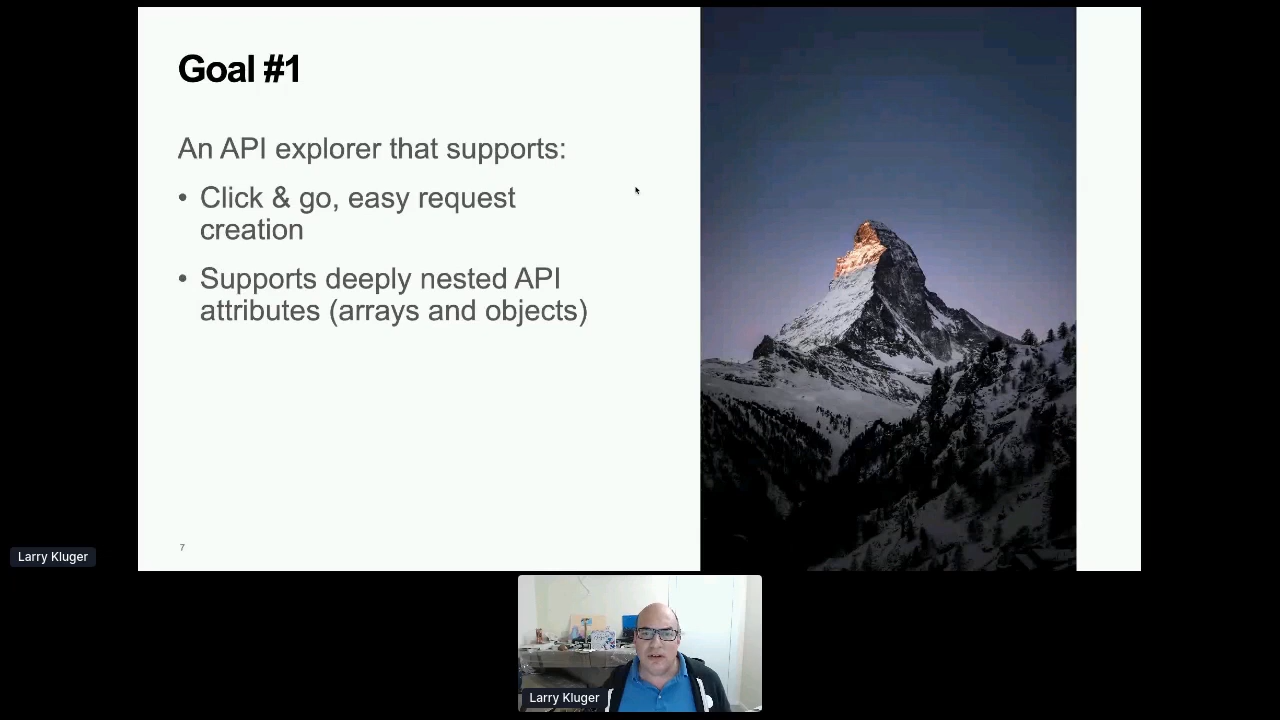 Goal #1
An API explorer that supports:
• Click & go, easy request
creation
• Supports deeply nested API
attributes (arrays and objects)
7
Larry Kluger
Larry Kluger